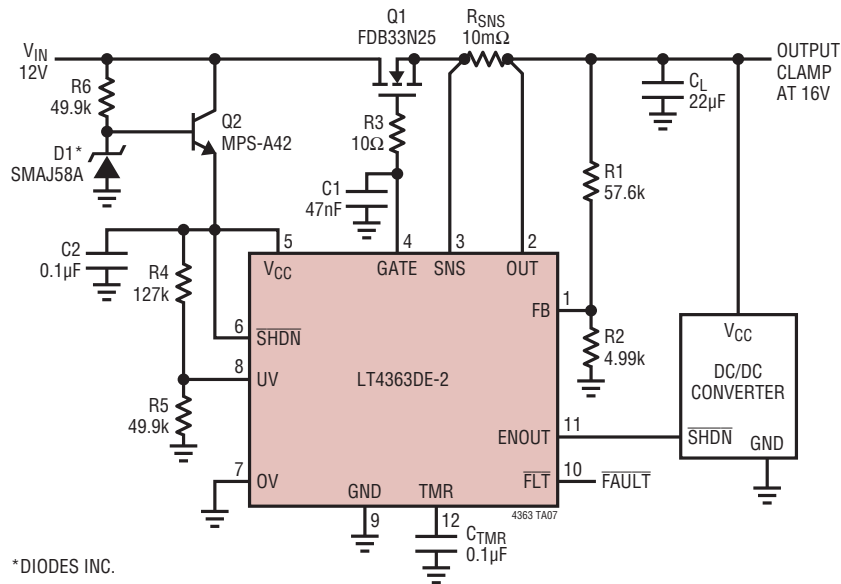 Q1
FDB33N25
RSNS
10mΩ
VIN
12V
OUTPUT
CLAMP
AT 16V
R6
49.9k
Q2
MPS-A42
R3
10Ω
CL
22µF
D1*
SMAJ58A
C1
47nF
R1
57.6k
C2
0.1µF
R4
127k
5
4
3
2
VCC
GATE
SNS
OUT
FB
1
6
SHDN
R2
4.99k
VCC
8
UV
LT4363DE-2
DC/DC
CONVERTER
R5
49.9k
ENOUT
11
SHDN
GND
7
OV
FLT
10
FAULT
GND
TMR
4363 TA07
9
12
CTMR
0.1µF
*DIODES INC.